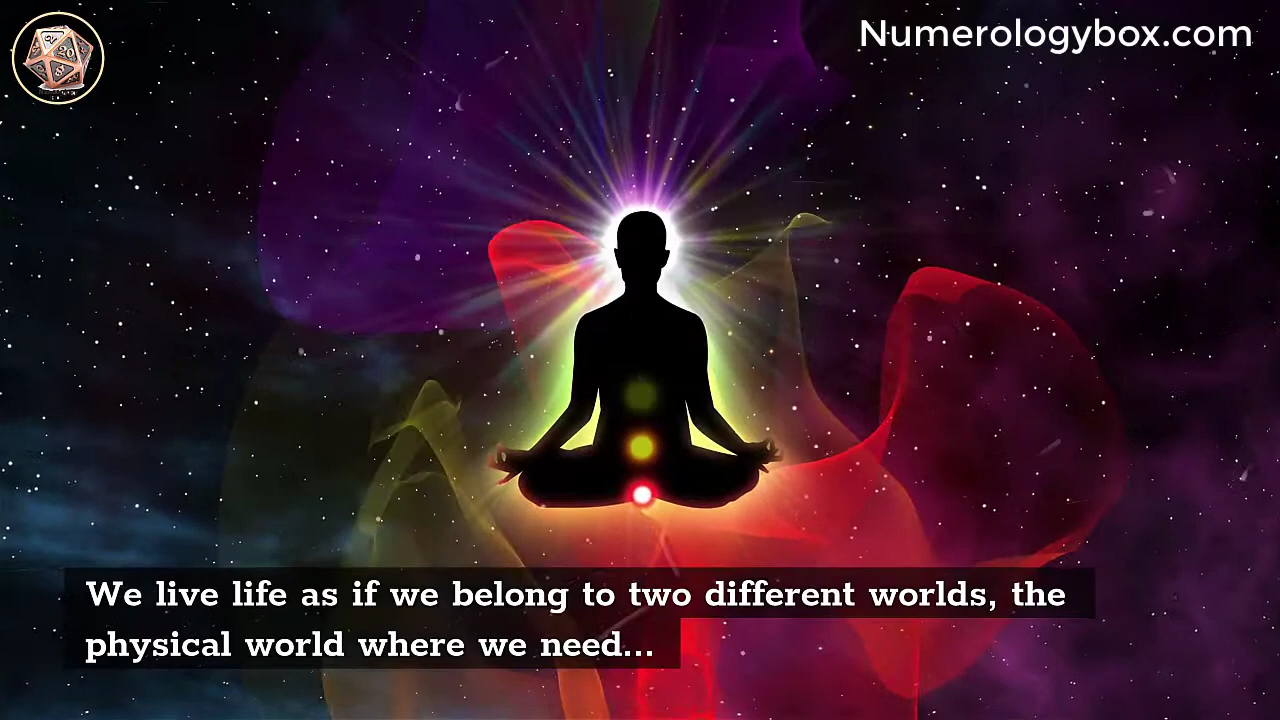 Numerologybox.com
We live life as if we belong to two different worlds, the
physical world where we need...